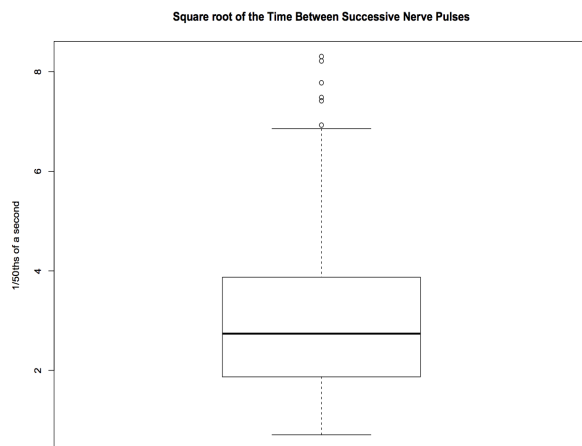 Square root of the Time Between Successive Nerve Pulses
8
6
4
2
1/50ths of a second